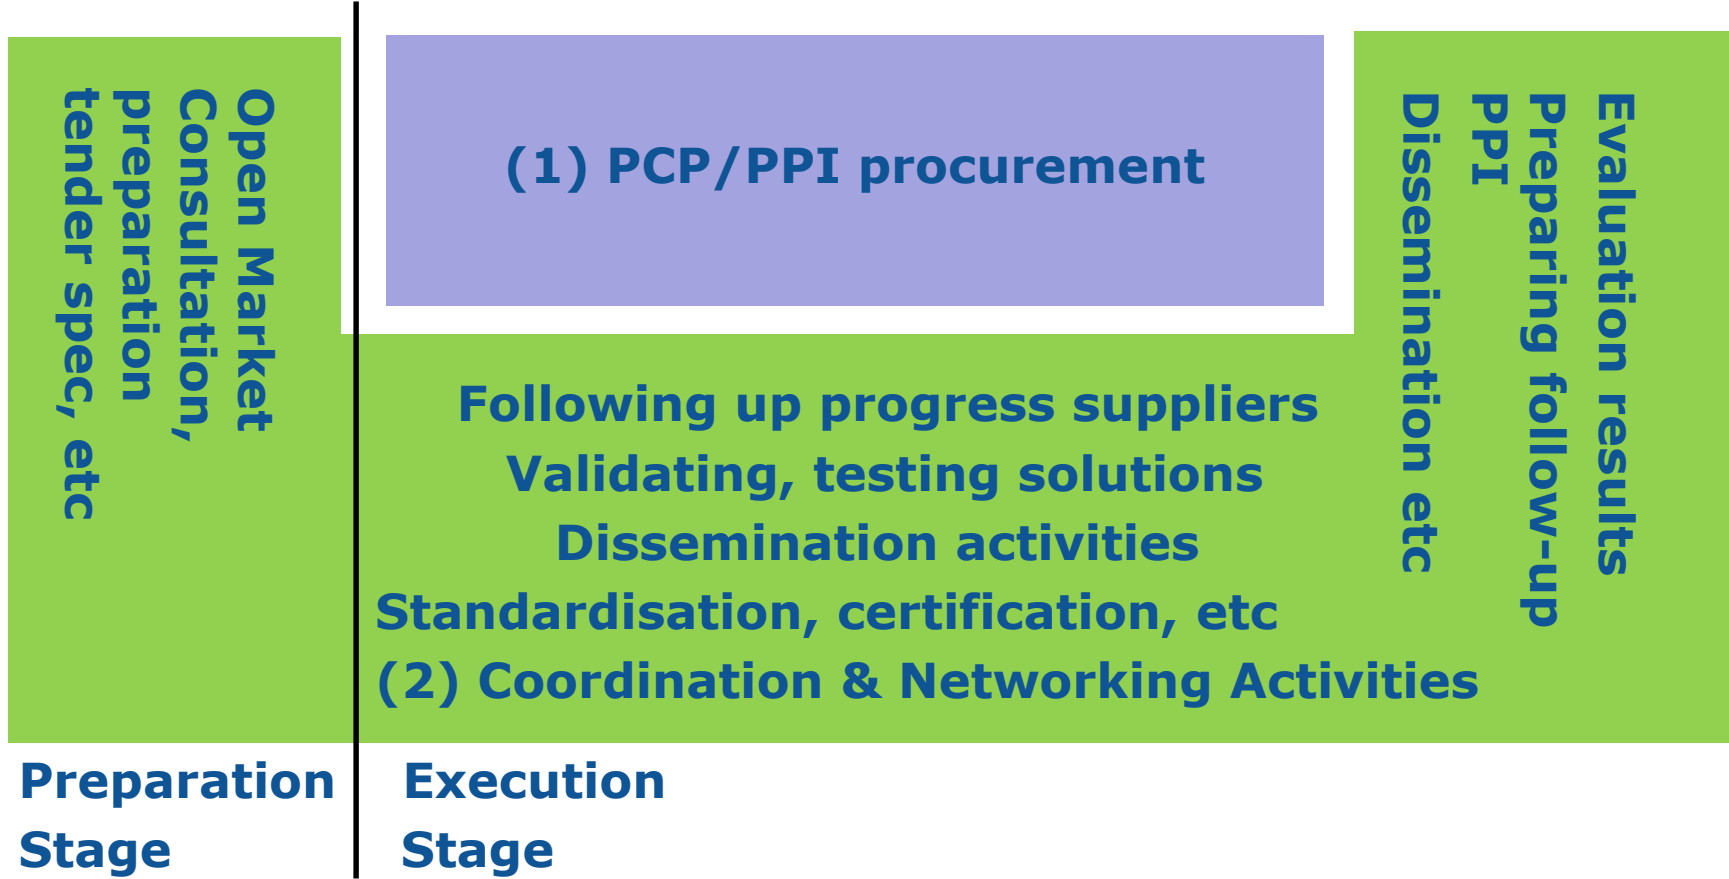 Open Market
Consultation,
preparation
tender spec, etc
(1) PCP/PPI procurement
Following up progress suppliers
Validating, testing solutions
Dissemination activities
Standardisation, certification, etc
(2) Coordination & Networking Activities
Evaluation results
Preparing follow-up
PPI
Dissemination etc
Preparation
Stage
Execution
Stage